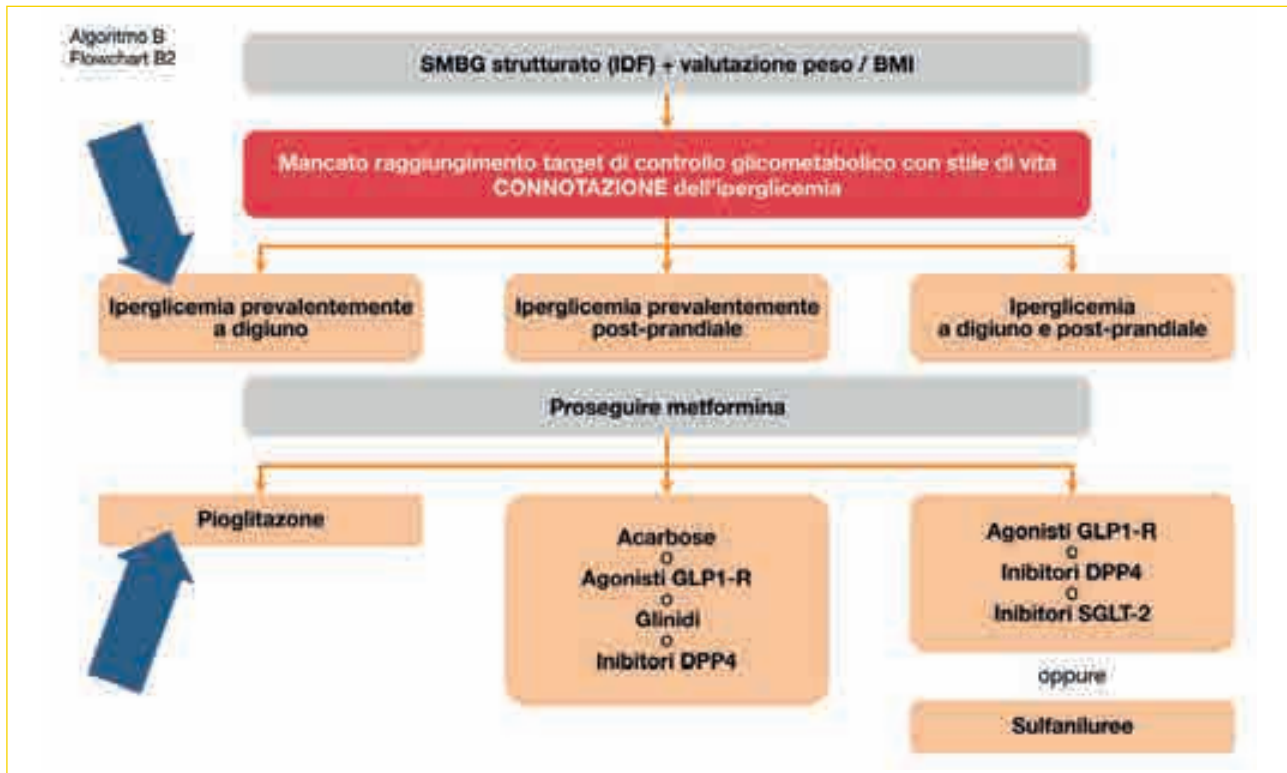 Algoritmo B
Flowchart B2
SMBG strutturato (IDF) + valutazione peso / BMI
Mancato raggiungimento target di controllo glicometabolico con stile di vita
CONNOTAZIONE dell'iperglicemia
Iperglicemia prevalentemente
a digiuno
Iperglicemia prevalentemente
post-prandiale
Iperglicemia
a digiuno e post-prandiale
Proseguire metformina
Pioglitazone
Acarbose
o
Agonisti GLP1-R
o
Glinidi
o
Inibitori DPP4
Agonisti GLP1-R
o
Inibitori DPP4
o
Inibitori SGLT-2
oppure
Sulfaniluree